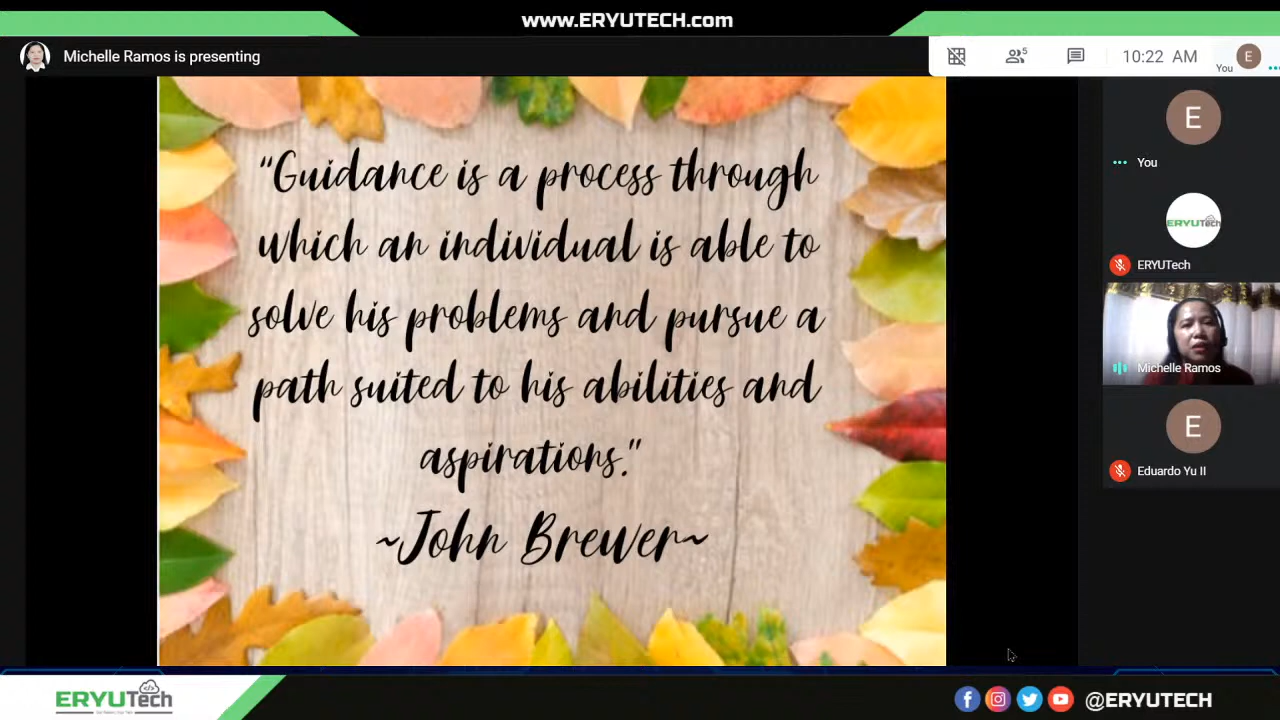 www.ERYUTECH.com
Michelle Ramos is presenting
5
10:22 AM
You
E
E
You
ERYUTech
ERYUTech
Michelle Ramos
E
Eduardo Yu II
"Guidance is a process through
which an individual is able to
solve his problems and pursue a
path suited to his abilities and
aspirations."
~John Brewer~
ERYUTech
@ERYUTECH